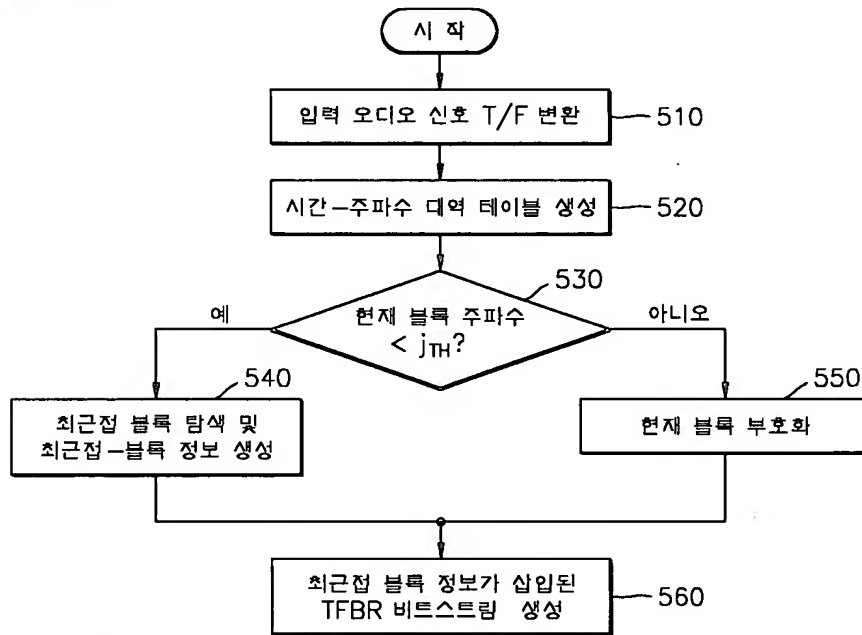 시 작
입력 오디오 신호 T/F 변환
510
시간-주파수 대역 테이블 생성
520
530
현재 블록 주파수
< jTH?
예
아니오
540
최근접 블록 탐색 및
최근접-블록 정보 생성
550
현재 블록 부호화
최근접 블록 정보가 삽입된
TFBR 비트스트림 생성
560